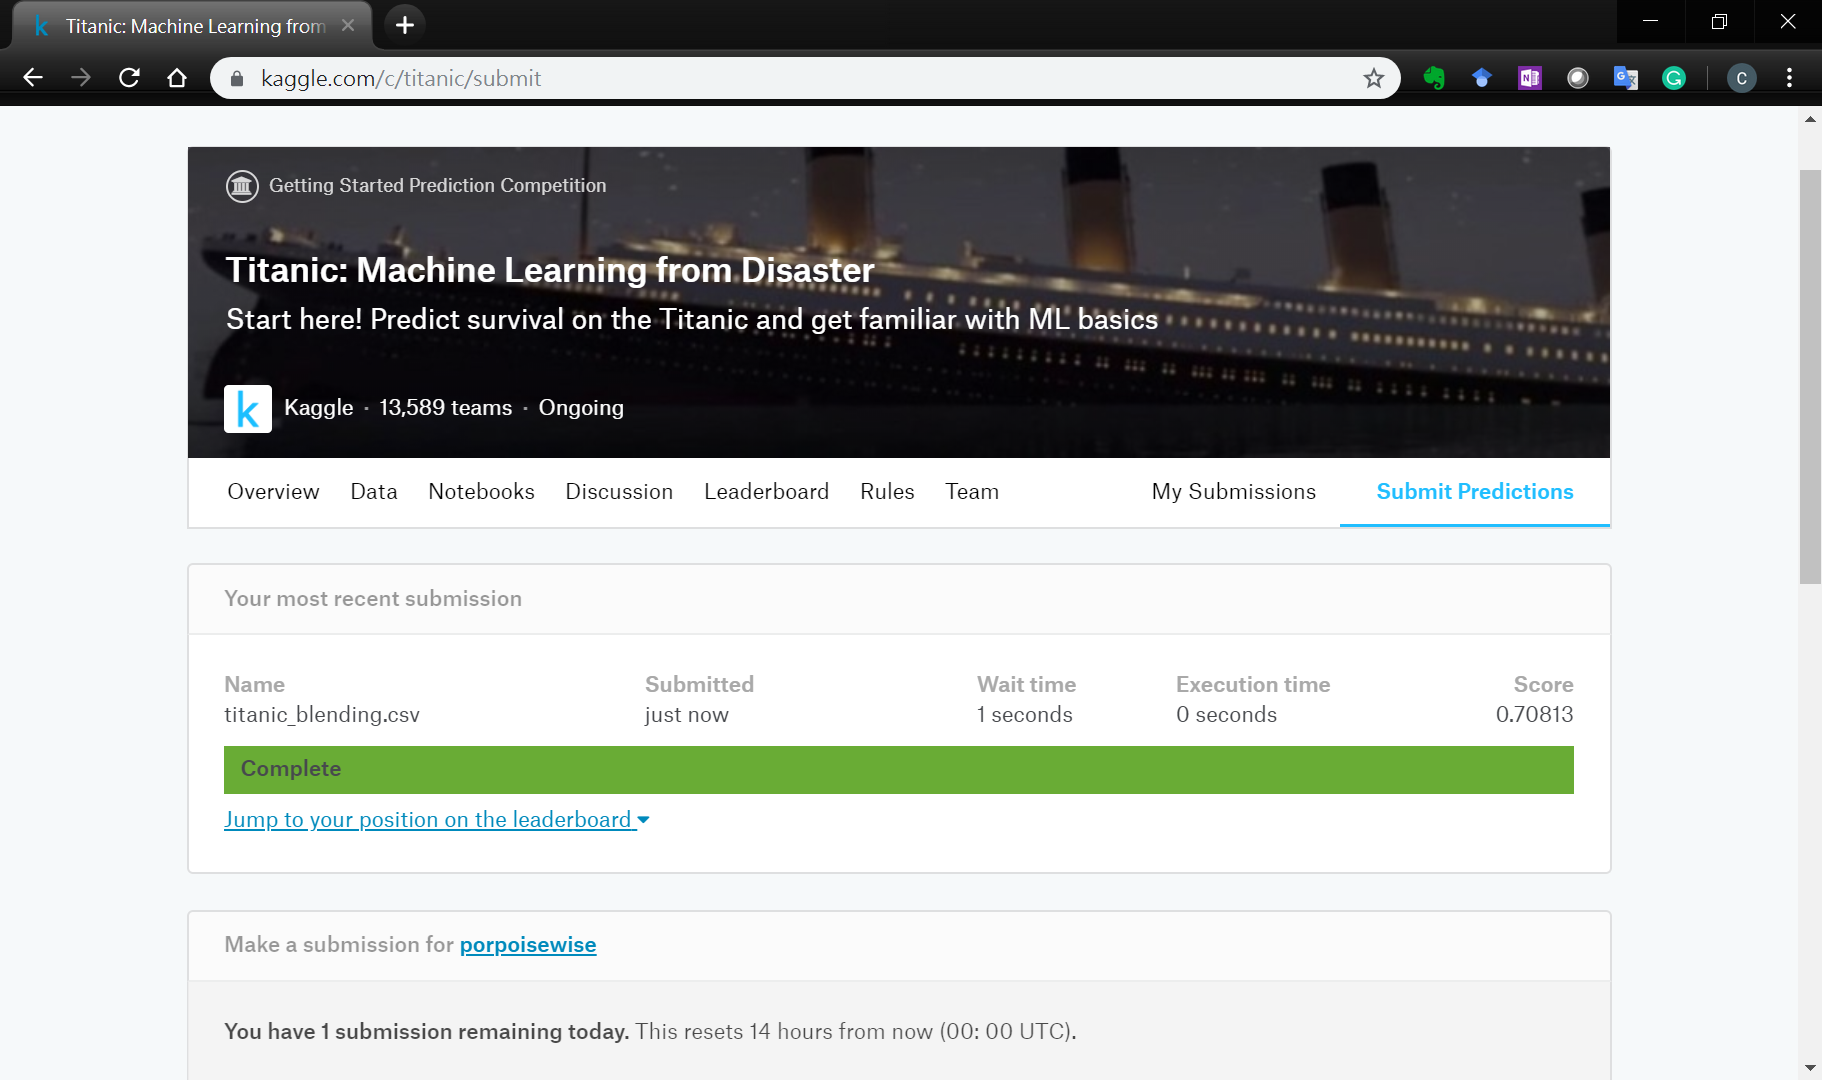 Titanic: Machine Learning from
kaggle.com/c/titanic/submit
C
Getting Started Prediction Competition
Titanic: Machine Learning from Disaster
Start here! Predict survival on the Titanic and get familiar with ML basics
k
Kaggle · 13,589 teams · Ongoing
Overview Data Notebooks Discussion Leaderboard Rules Team My Submissions Submit Predictions
Your most recent submission
Name Submitted Wait time Execution time Score
titanic_blending.csv just now 1 seconds 0 seconds 0.70813
Complete
Jump to your position on the leaderboard
Make a submission for porpoisewise
You have 1 submission remaining today. This resets 14 hours from now (00: 00 UTC).